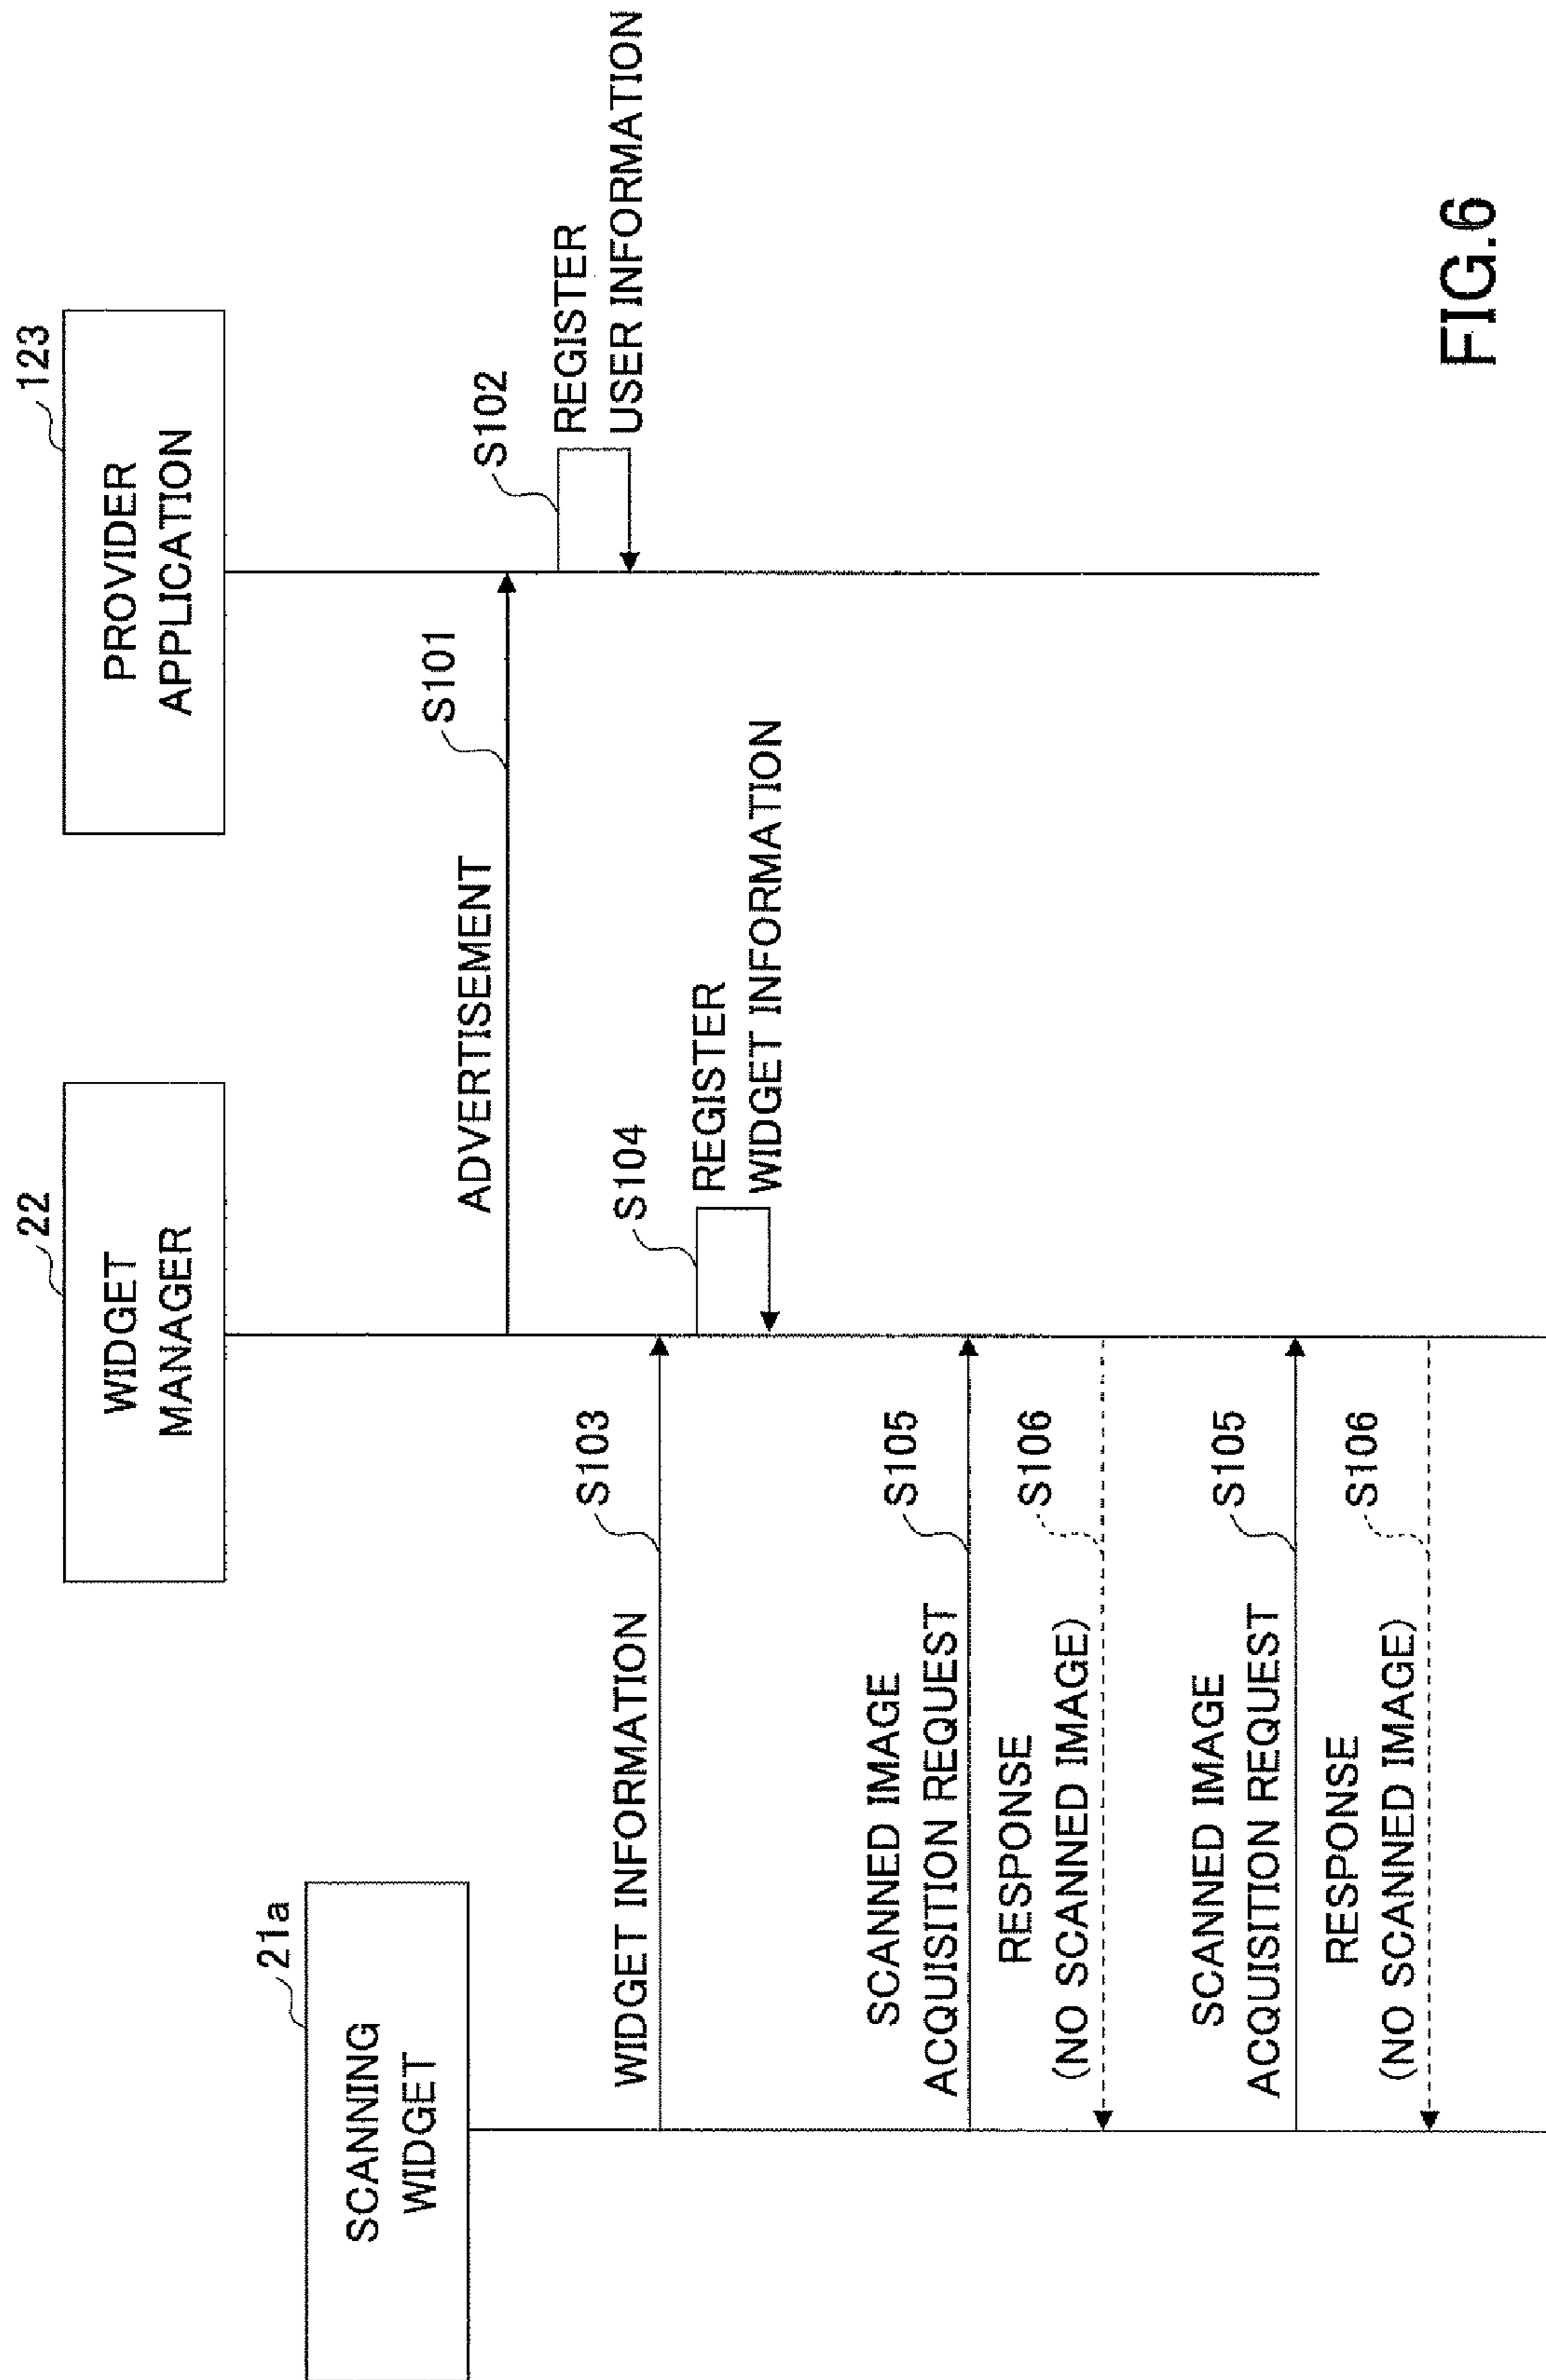 21a
SCANNING
WIDGET
22
WIDGET
MANAGER
123
PROVIDER
APPLICATION
ADVERTISEMENT
S101
S102
REGISTER
USER INFORMATION
WIDGET INFORMATION
S103
S104
REGISTER
WIDGET INFORMATION
SCANNED IMAGE
ACQUISITION REQUEST
S105
RESPONSE
(NO SCANNED IMAGE)
S106
SCANNED IMAGE
ACQUISITION REQUEST
S105
RESPONSE
(NO SCANNED IMAGE)
S106
FIG.6